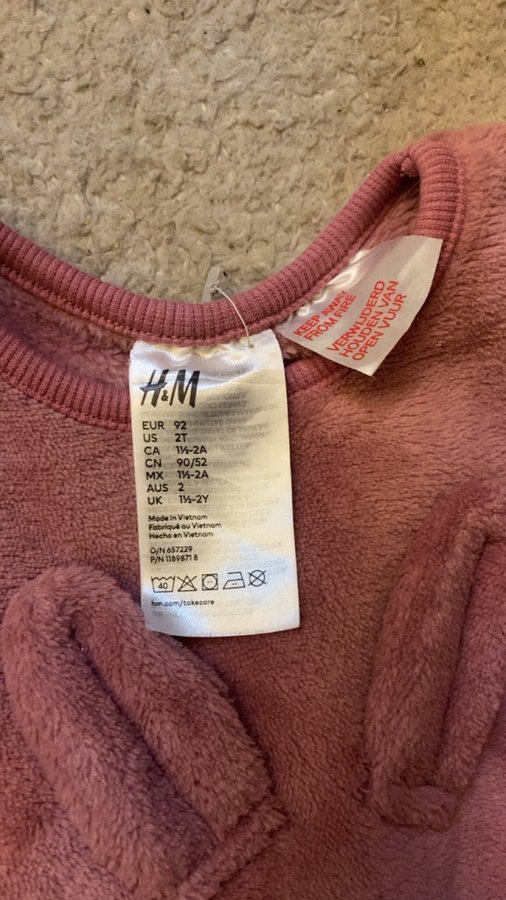 H&M
EUR 92
US 2T
CA 1½-2A
CN 90/52
MX 1½-2A
AUS 2
UK 1½-2Y
Made in Vietnam
Fabriqué au Vietnam
Hecho en Vietnam
O/N 657229
P/N 1189871 8
40
hm.com/takecare
KEEP AWAY
FROM FIRE
VERWIJDERD
HOUDEN VAN
OPEN VUUR